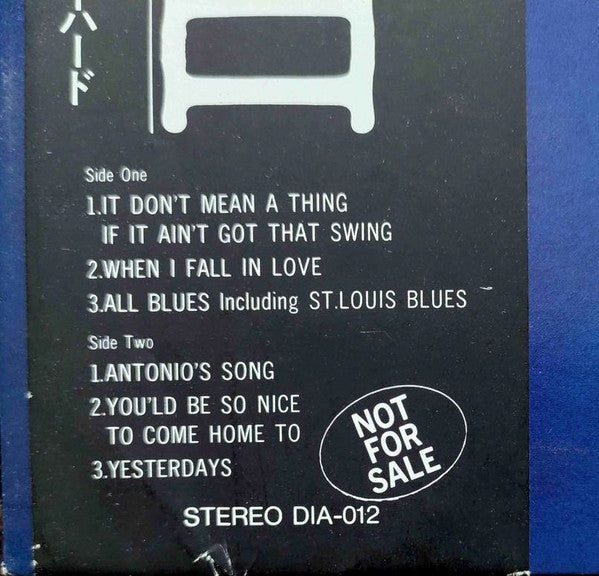 ハード
Side One
1.IT DON'T MEAN A THING
IF IT AIN'T GOT THAT SWING
2.WHEN I FALL IN LOVE
3.ALL BLUES Including ST.LOUIS BLUES
Side Two
1.ANTONIO'S SONG
2.YOU'LD BE SO NICE
TO COME HOME TO
3.YESTERDAYS
NOT
FOR
SALE
STEREO DIA-012